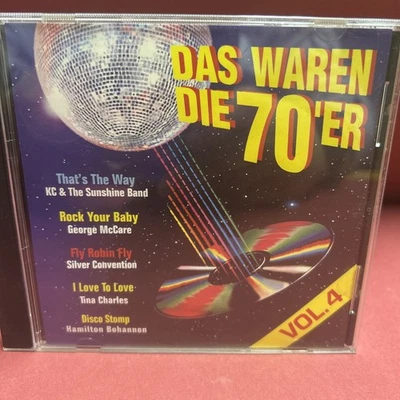 DAS WAREN
DIE 70'ER
That's The Way
KC & The Sunshine Band
Rock Your Baby
George McCare
Fly Robin Fly
Silver Convention
I Love To Love
Tina Charles
Disco Stomp
Hamilton Bohannon
VOL. 4